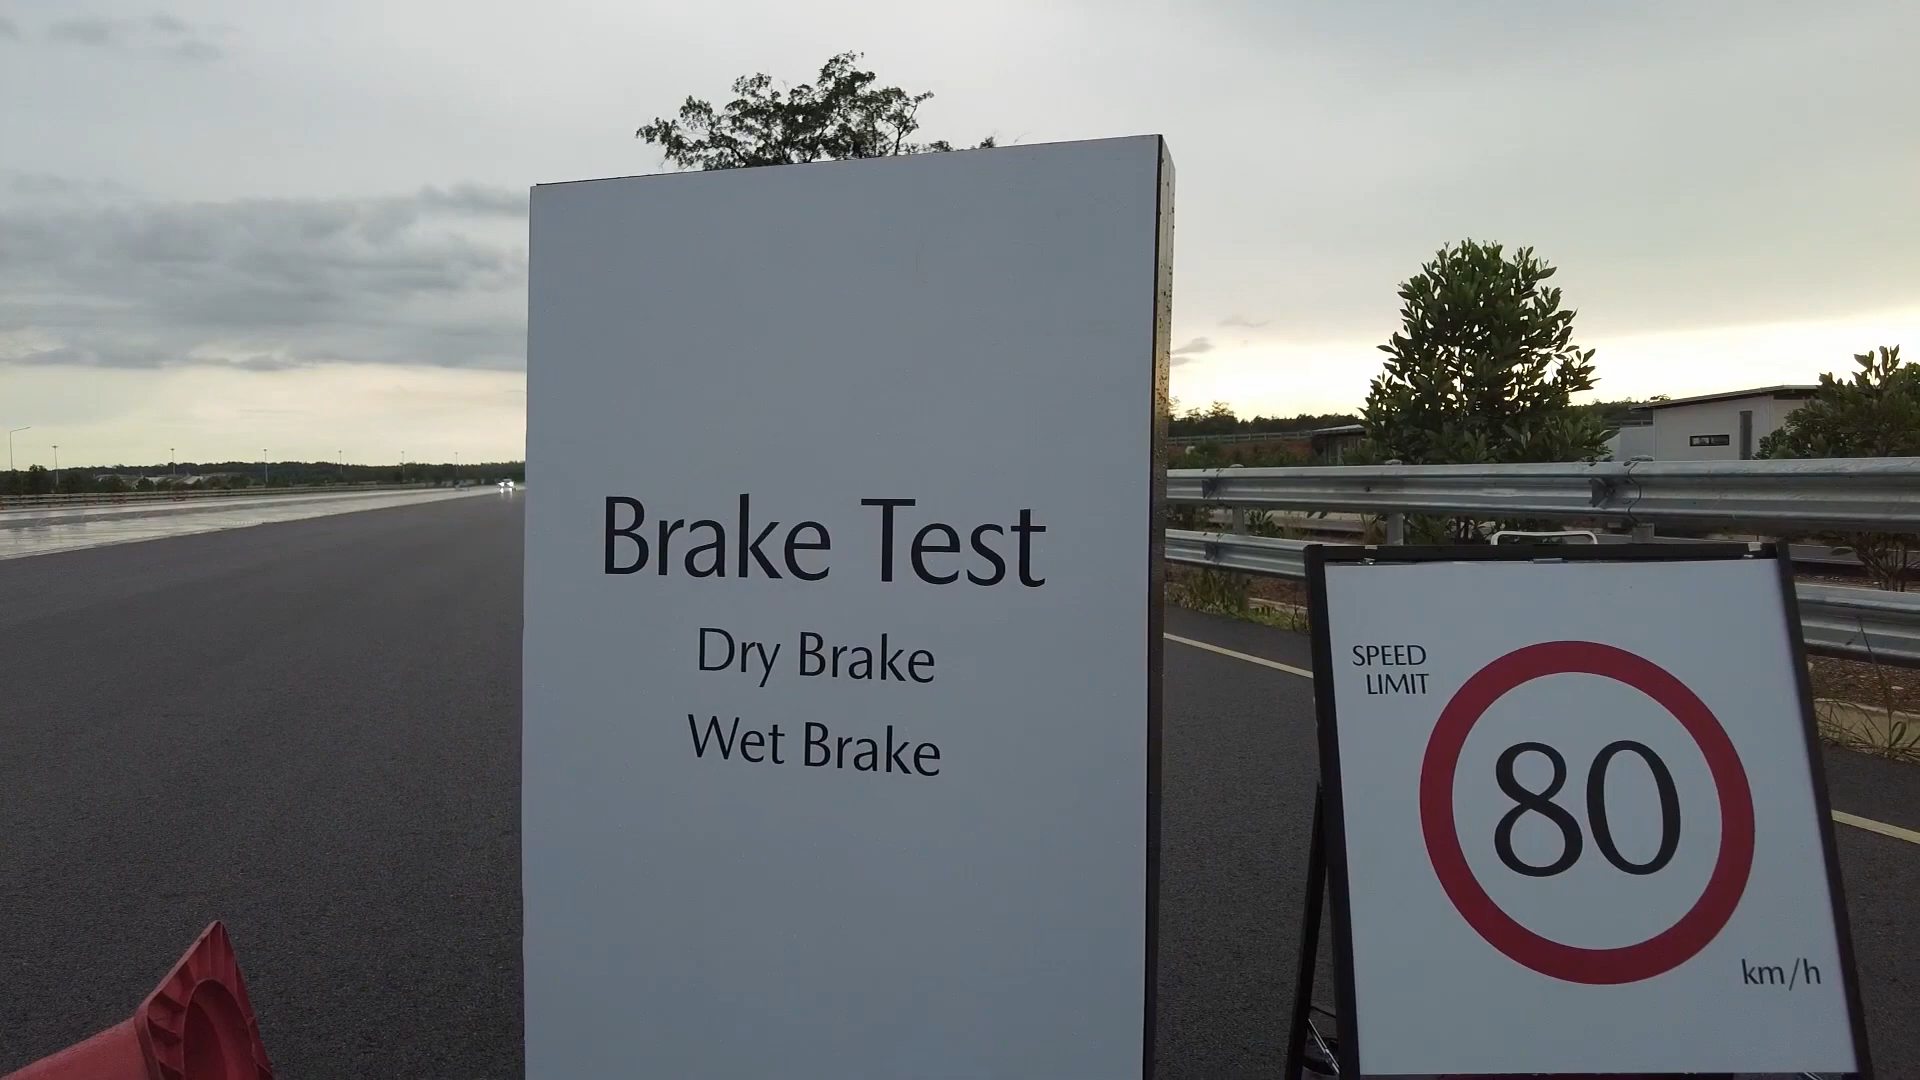 Brake Test
Dry Brake
Wet Brake
SPEED
LIMIT
80
km/h